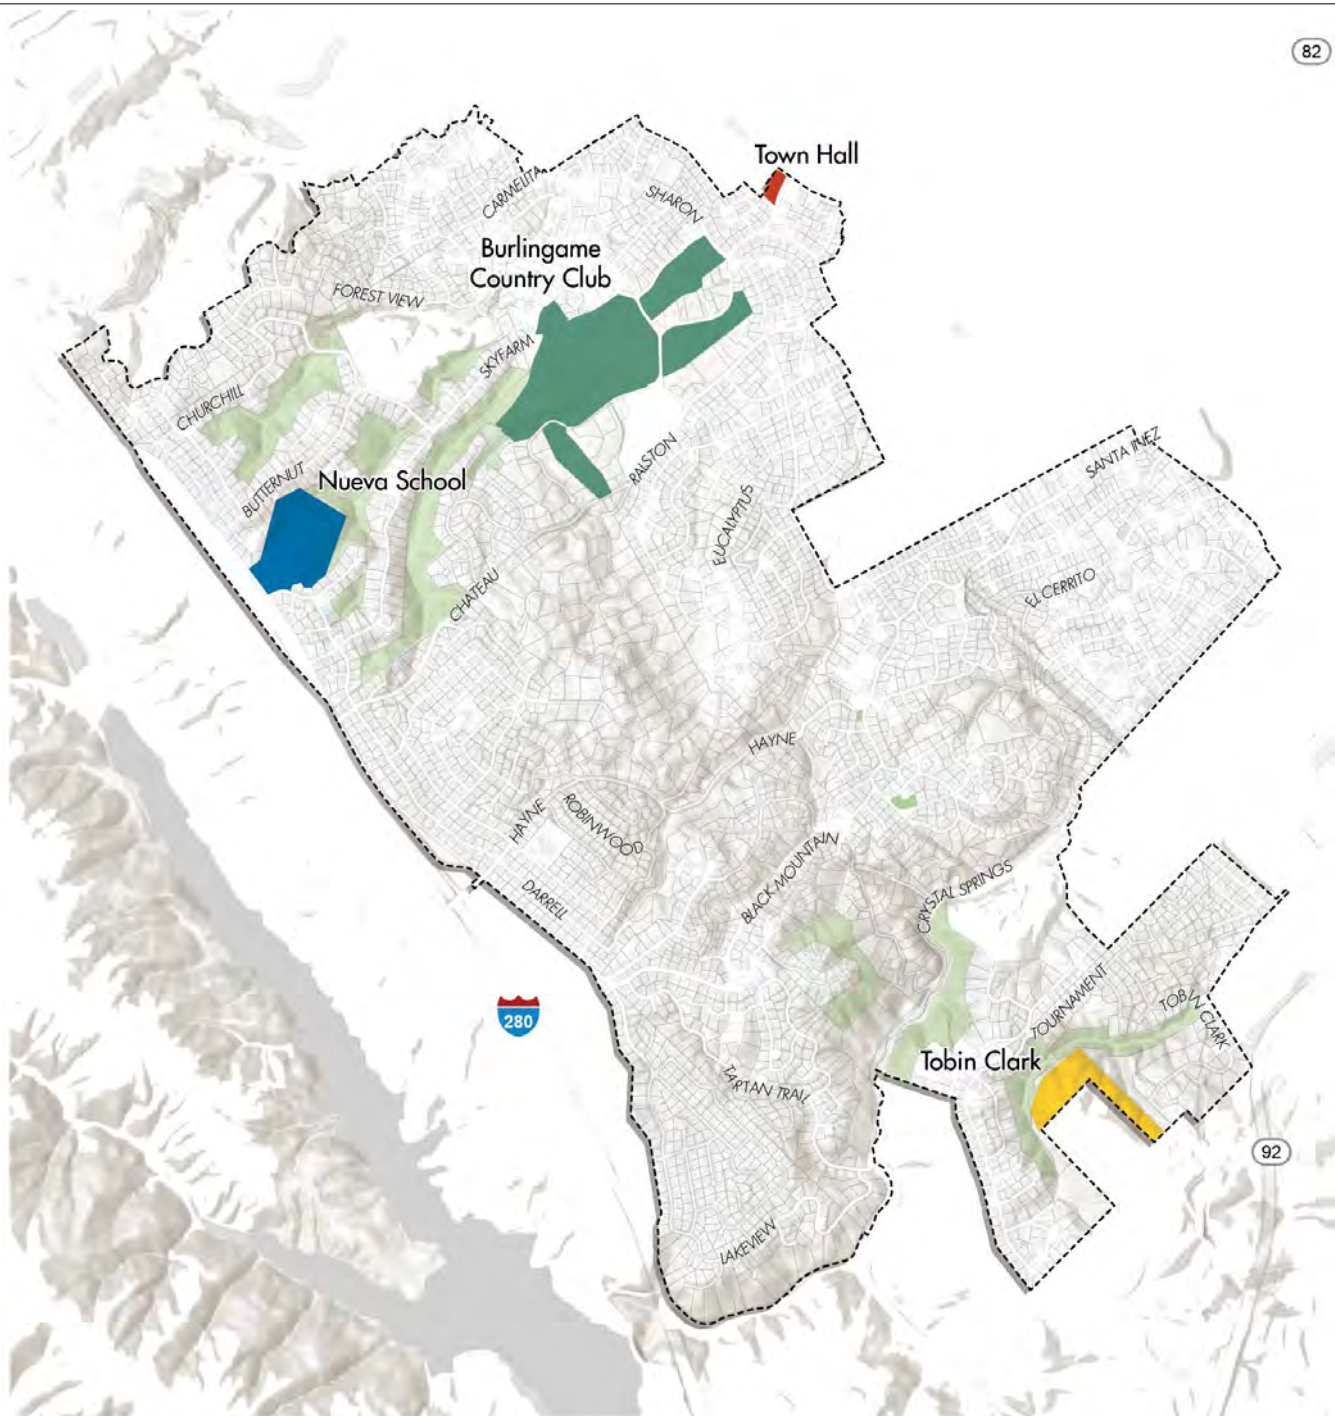 82
Town Hall
CARMELITA
SHARON
Burlingame
Country Club
FOREST VIEW
SKYFARM
CHURCHILL
SANTA INEZ
RALSTON
BUTTERNUT
Nueva School
EUCALYPTUS
EL CERRITO
CHATEAU
HAYNE
HAYNE
ROBINWOOD
BLACK MOUNTAIN
CRYSTAL SPRINGS
DARRELL
TOURNAMENT
TOBIN CLARK
280
Tobin Clark
TARTAN TRAIL
92
LAKEVIEW